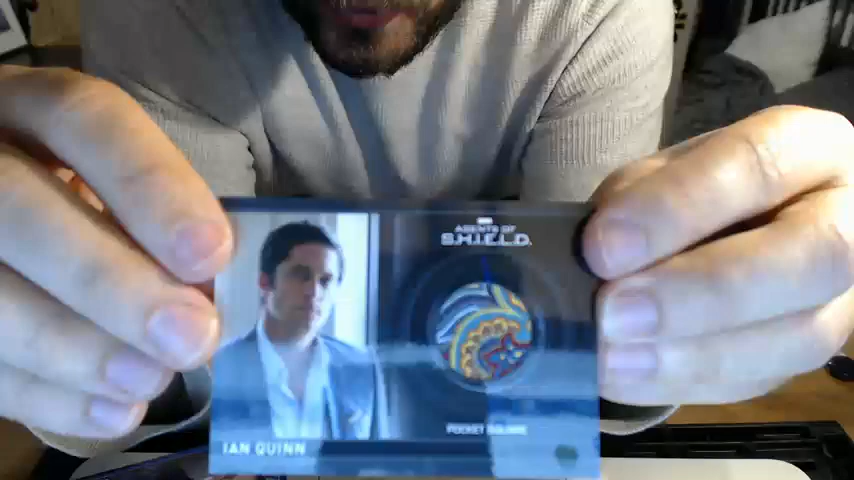 AGENTS OF
S.H.I.E.L.D.
POCKET SQUARE
IAN QUINN